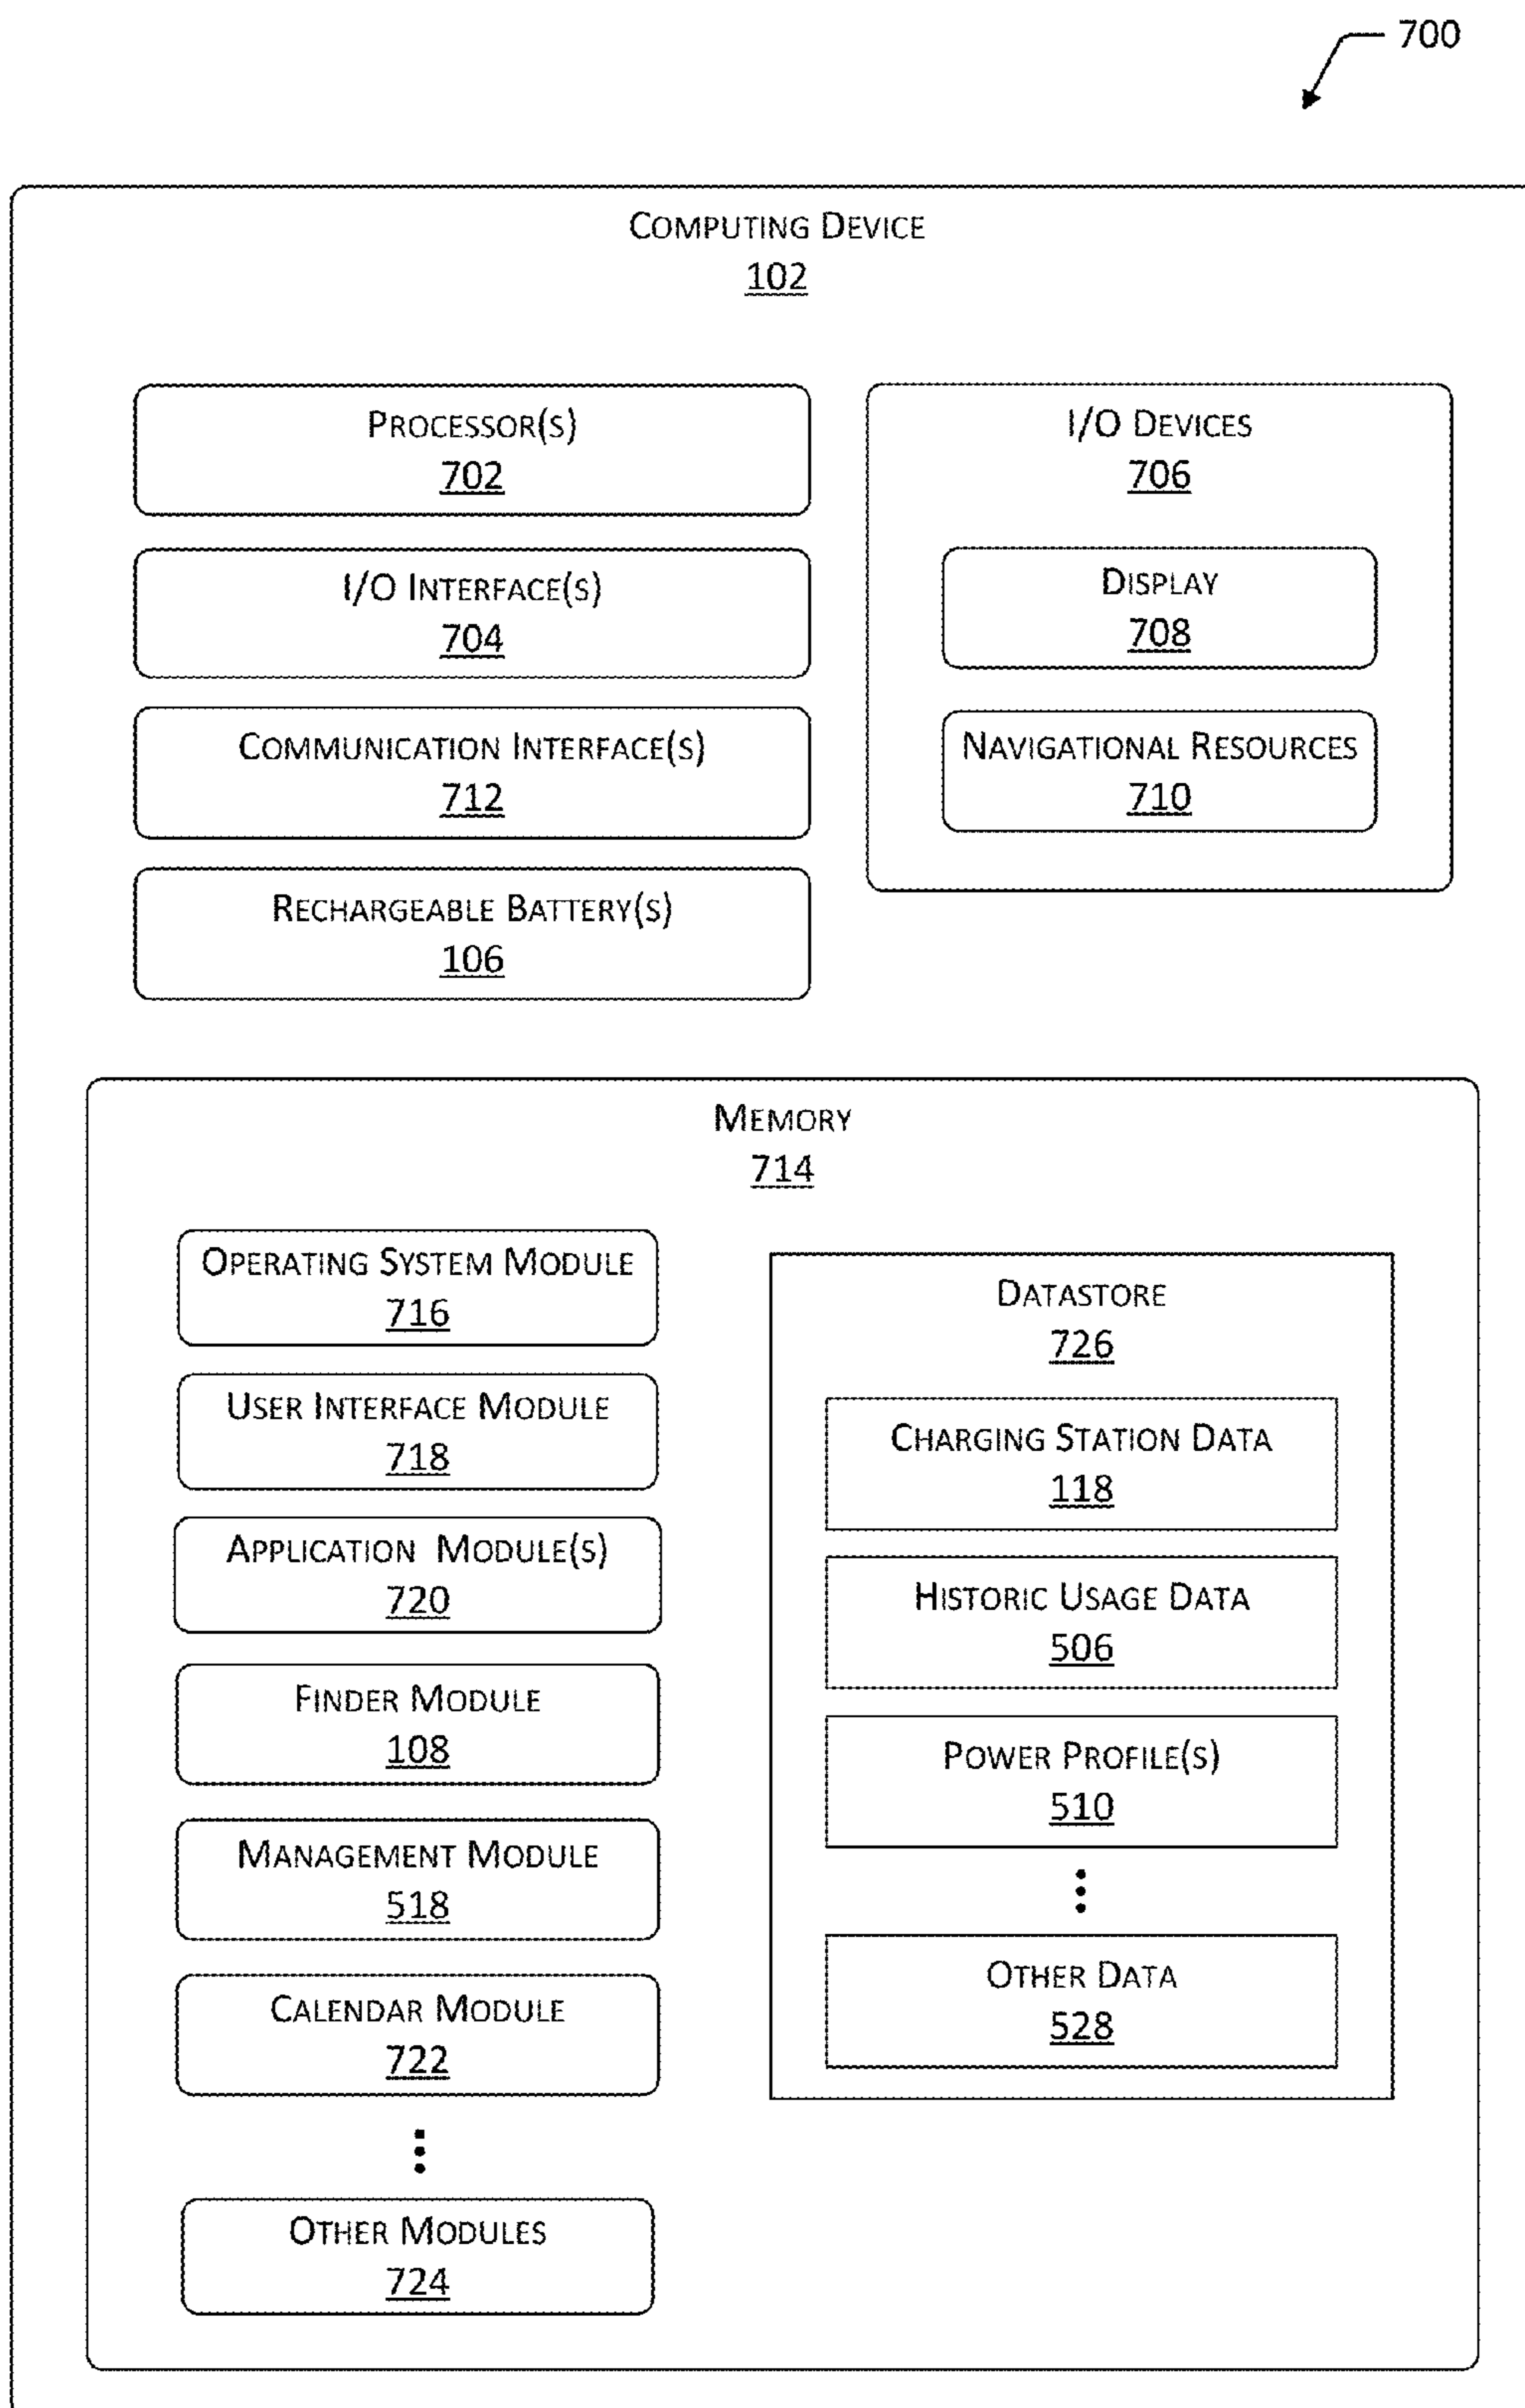 700
COMPUTING DEVICE
102
PROCESSOR(S)
702
I/O INTERFACE(S)
704
COMMUNICATION INTERFACE(S)
712
RECHARGEABLE BATTERY(S)
106
I/O DEVICES
706
DISPLAY
708
NAVIGATIONAL RESOURCES
710
MEMORY
714
OPERATING SYSTEM MODULE
716
USER INTERFACE MODULE
718
APPLICATION MODULE(S)
720
FINDER MODULE
108
MANAGEMENT MODULE
518
CALENDAR MODULE
722
OTHER MODULES
724
DATASTORE
726
CHARGING STATION DATA
118
HISTORIC USAGE DATA
506
POWER PROFILE(S)
510
OTHER DATA
528